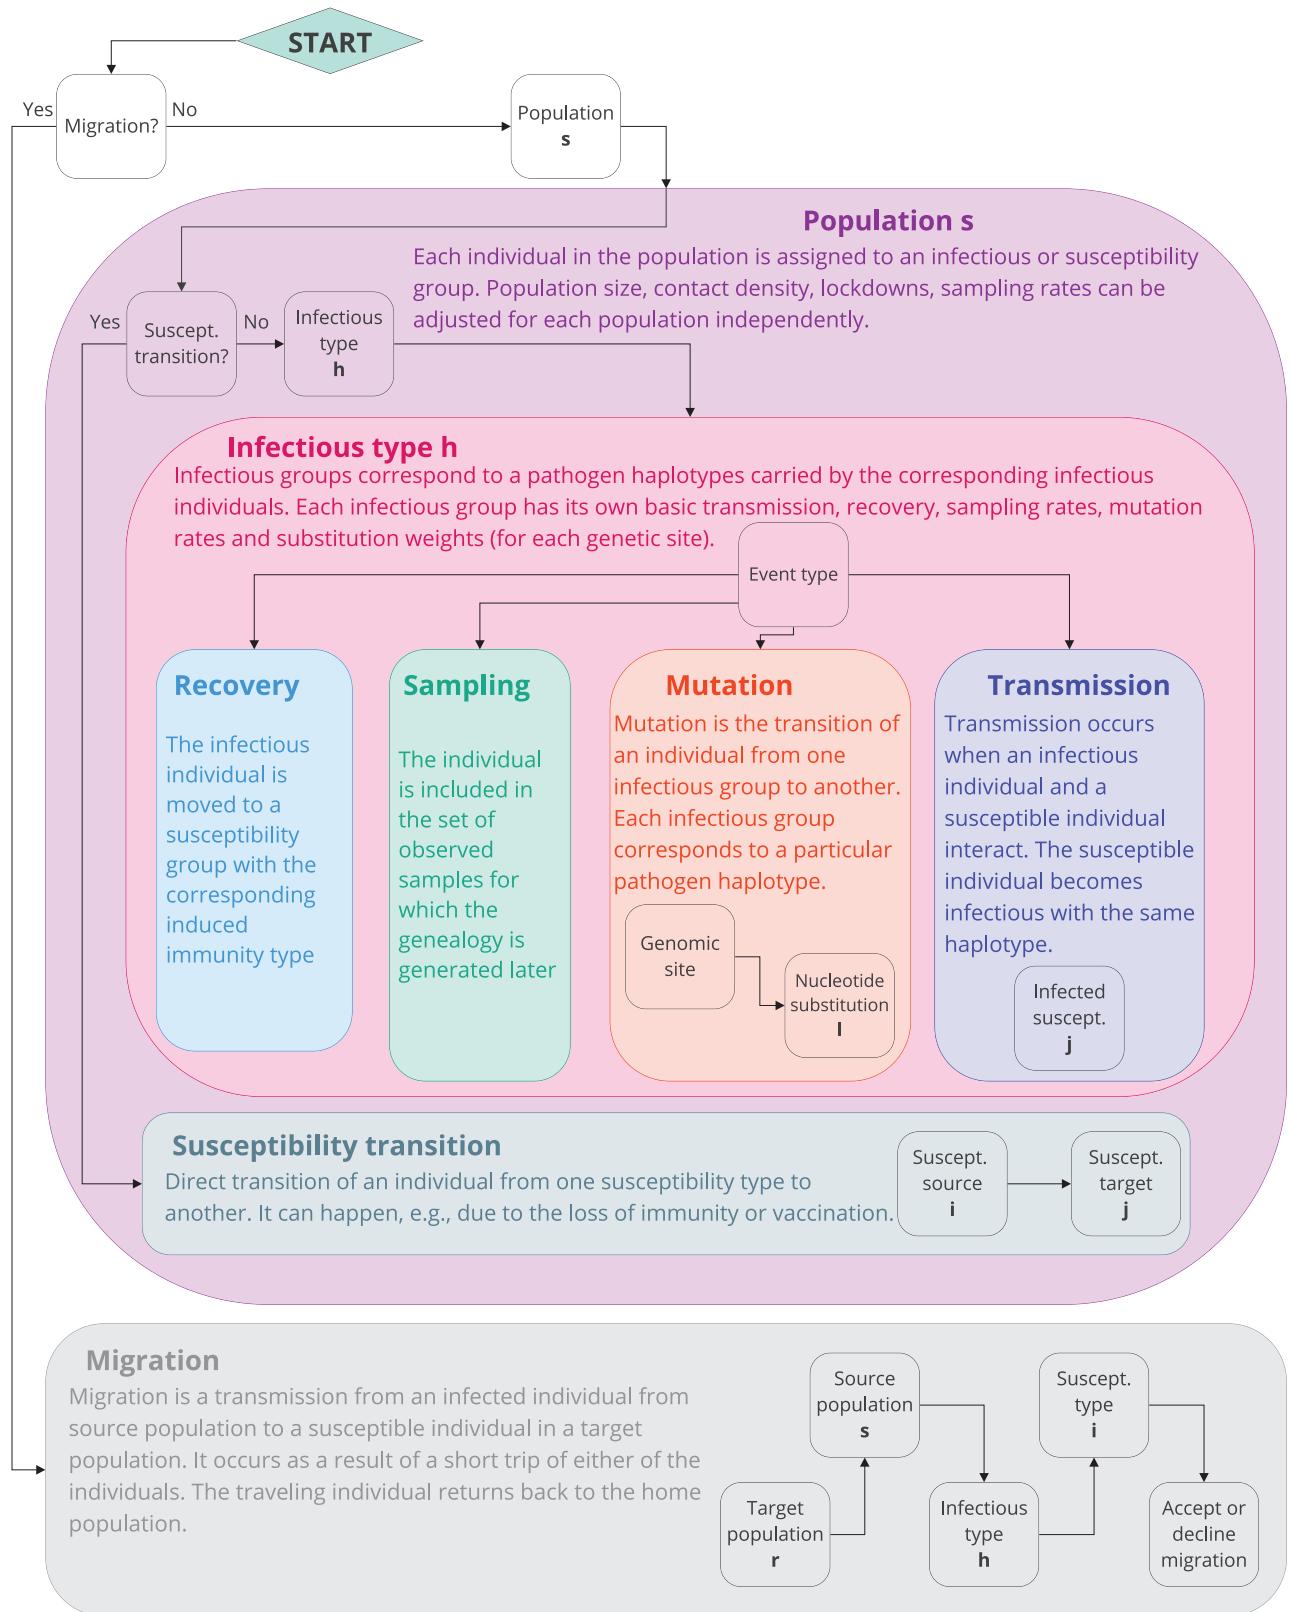 START
Yes
No
Migration?
Population
s
Population s
Each individual in the population is assigned to an infectious or susceptibility
group. Population size, contact density, lockdowns, sampling rates can be
adjusted for each population independently.
Yes
No
Suscept.
transition?
Infectious
type
h
Infectious type h
Infectious groups correspond to a pathogen haplotypes carried by the corresponding infectious
individuals. Each infectious group has its own basic transmission, recovery, sampling rates, mutation
rates and substitution weights (for each genetic site).
Event type
Recovery
The infectious
individual is
moved to a
susceptibility
group with the
corresponding
induced
immunity type
Sampling
The individual
is included in
the set of
observed
samples for
which the
genealogy is
generated later
Mutation
Mutation is the transition of
an individual from one
infectious group to another.
Each infectious group
corresponds to a particular
pathogen haplotype.
Genomic
site
Nucleotide
substitution
l
Transmission
Transmission occurs
when an infectious
individual and a
susceptible individual
interact. The susceptible
individual becomes
infectious with the same
haplotype.
Infected
suscept.
j
Susceptibility transition
Direct transition of an individual from one susceptibility type to
another. It can happen, e.g., due to the loss of immunity or vaccination.
Suscept.
source
i
Suscept.
target
j
Migration
Migration is a transmission from an infected individual from
source population to a susceptible individual in a target
population. It occurs as a result of a short trip of either of the
individuals. The traveling individual returns back to the home
population.
Target
population
r
Source
population
s
Infectious
type
h
Suscept.
type
i
Accept or
decline
migration